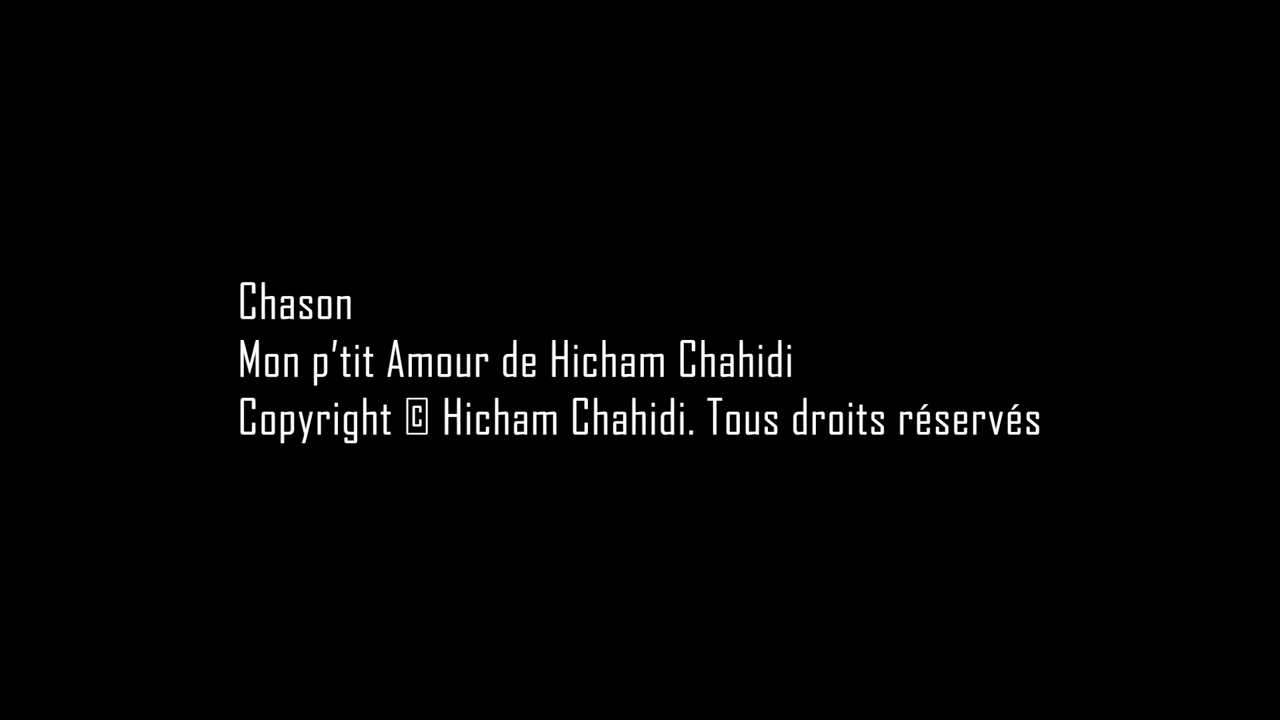 Chason
Mon p'tit Amour de Hicham Chahidi
Copyright © Hicham Chahidi. Tous droits réservés